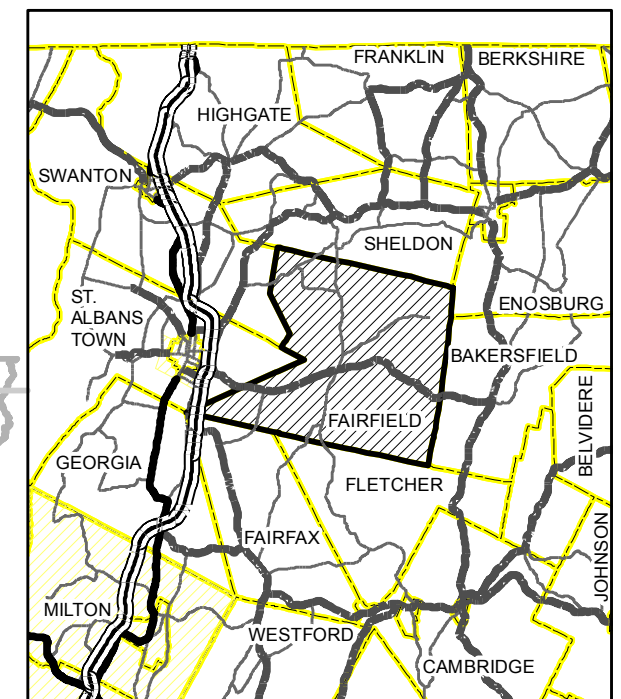 FRANKLIN
BERKSHIRE
HIGHGATE
SWANTON
SHELDON
ST.
ALBANS
TOWN
ENOSBURG
BAKERSFIELD
BELVIDERE
FAIRFIELD
GEORGIA
FLETCHER
FAIRFAX
JOHNSON
MILTON
WESTFORD
CAMBRIDGE